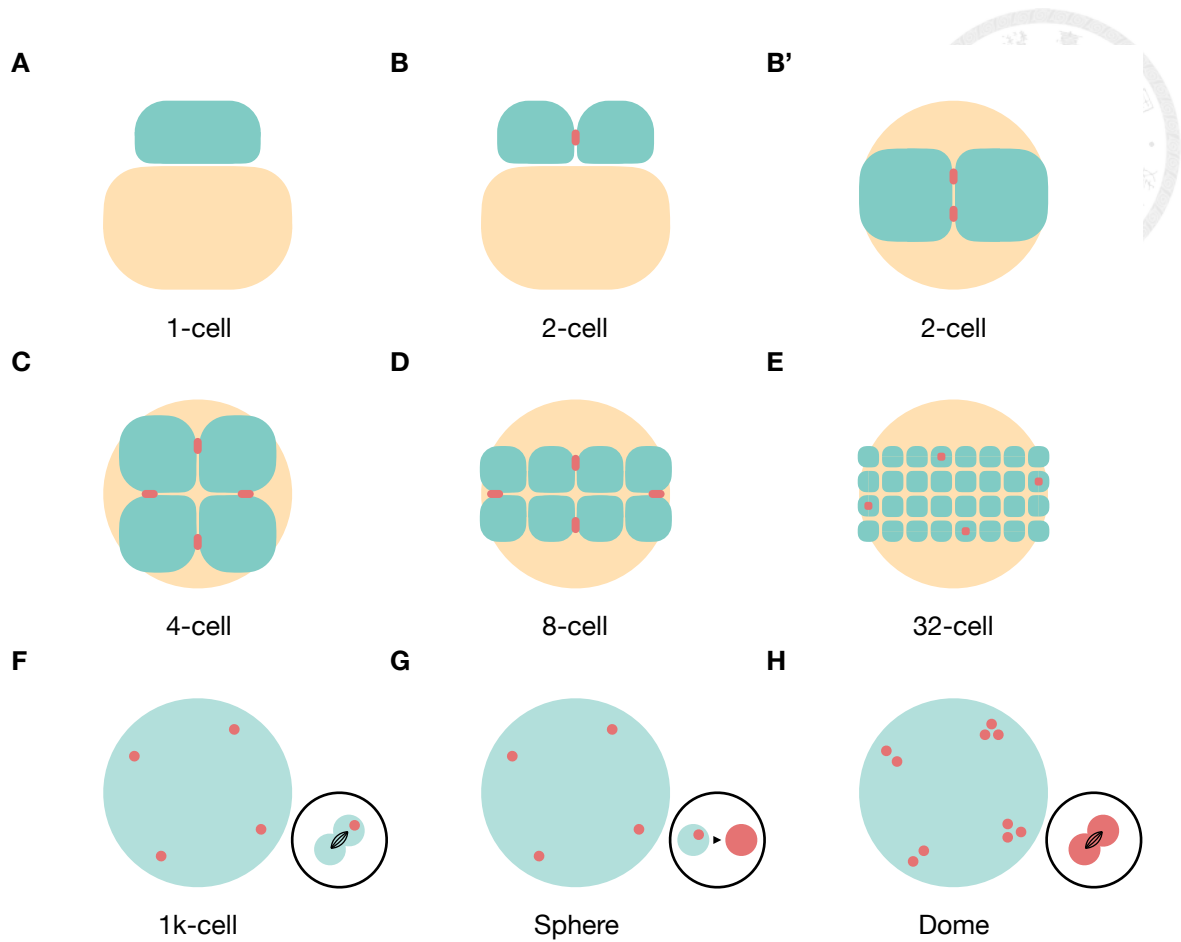 A
B
B’
1-cell
2-cell
2-cell
C
D
E
4-cell
8-cell
32-cell
F
G
H
1k-cell
Sphere
Dome